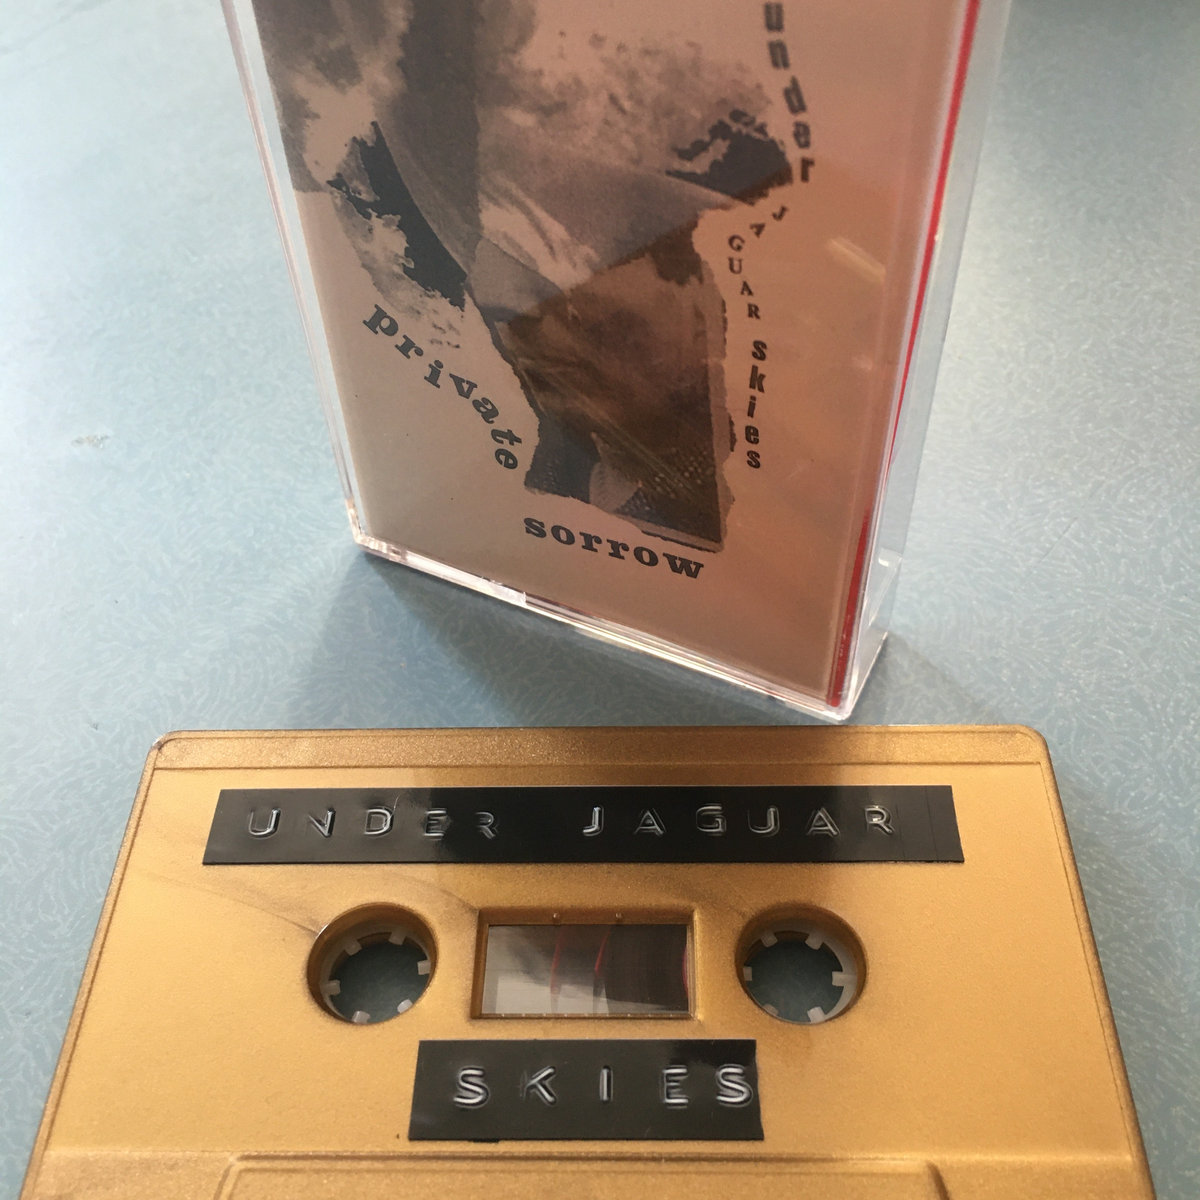 under
JAGUAR
skies
private
sorrow
UNDER JAGUAR
SKIES